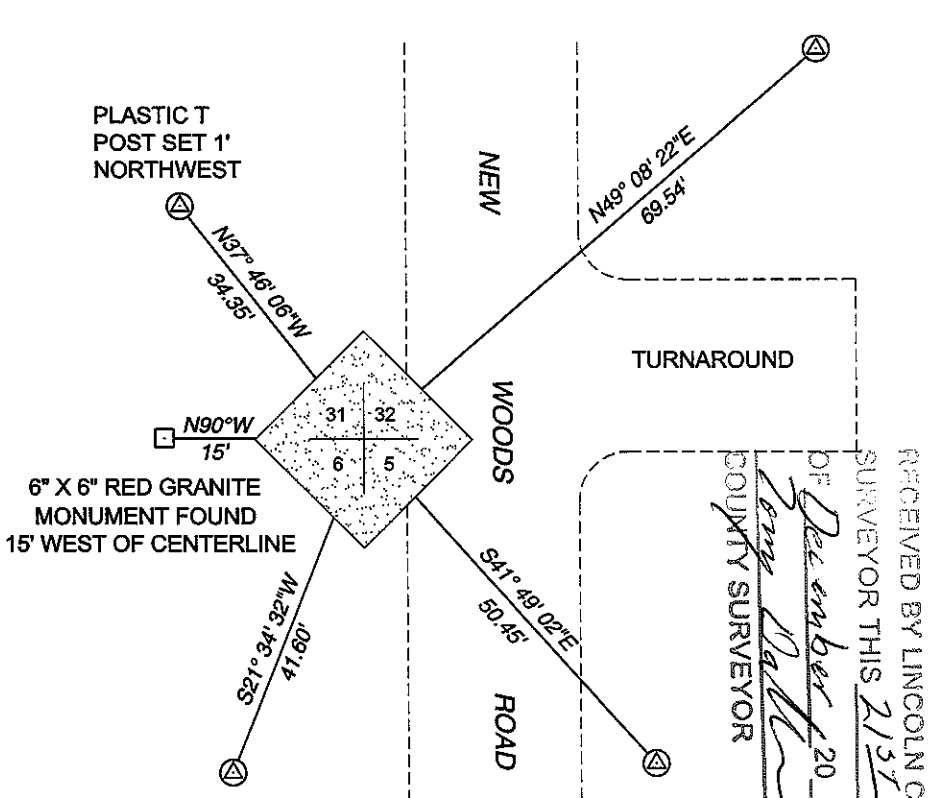 PLASTIC T
POST SET 1'
NORTHWEST
NEW
N49° 08' 22"E
69.54'
N37° 46' 06"W
34.35'
TURNAROUND
31
32
6
5
N90°W
15'
WOODS
6" X 6" RED GRANITE
MONUMENT FOUND
15' WEST OF CENTERLINE
S21° 34' 32"W
41.60'
S41° 49' 02"E
50.45'
ROAD
RECEIVED BY LINCOLN C
SURVEYOR THIS 21ST
OF December, 20
Tony
COUNTY SURVEYOR